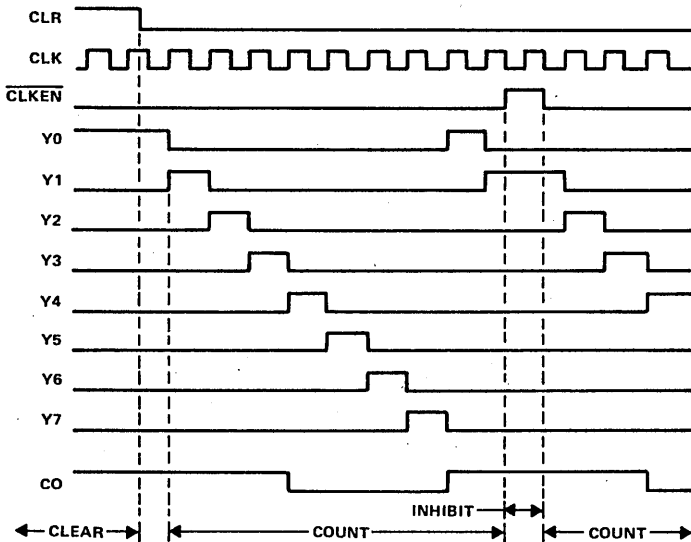 CLR
CLK
CLKEN
Y0
Y1
Y2
Y3
Y4
Y5
Y6
Y7
CO
INHIBIT
CLEAR COUNT COUNT